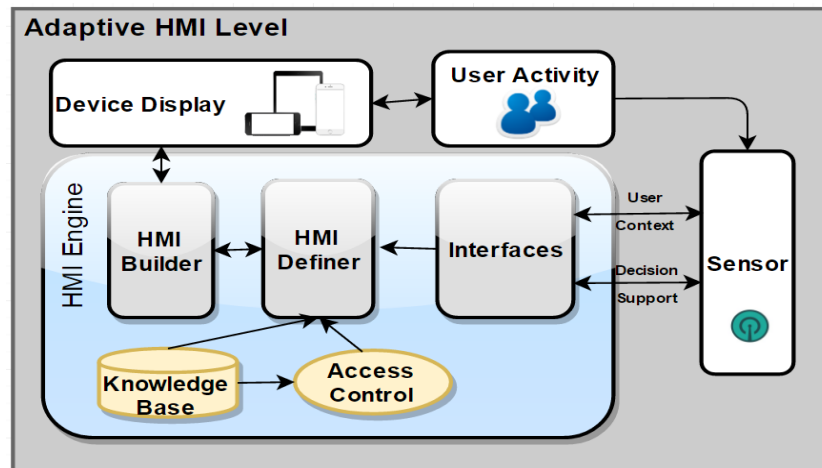 Adaptive HMI Level
Device Display
User Activity
HMI Engine
HMI
Builder
HMI
Definer
Interfaces
User
Context
Decision
Support
Sensor
Knowledge
Base
Access
Control